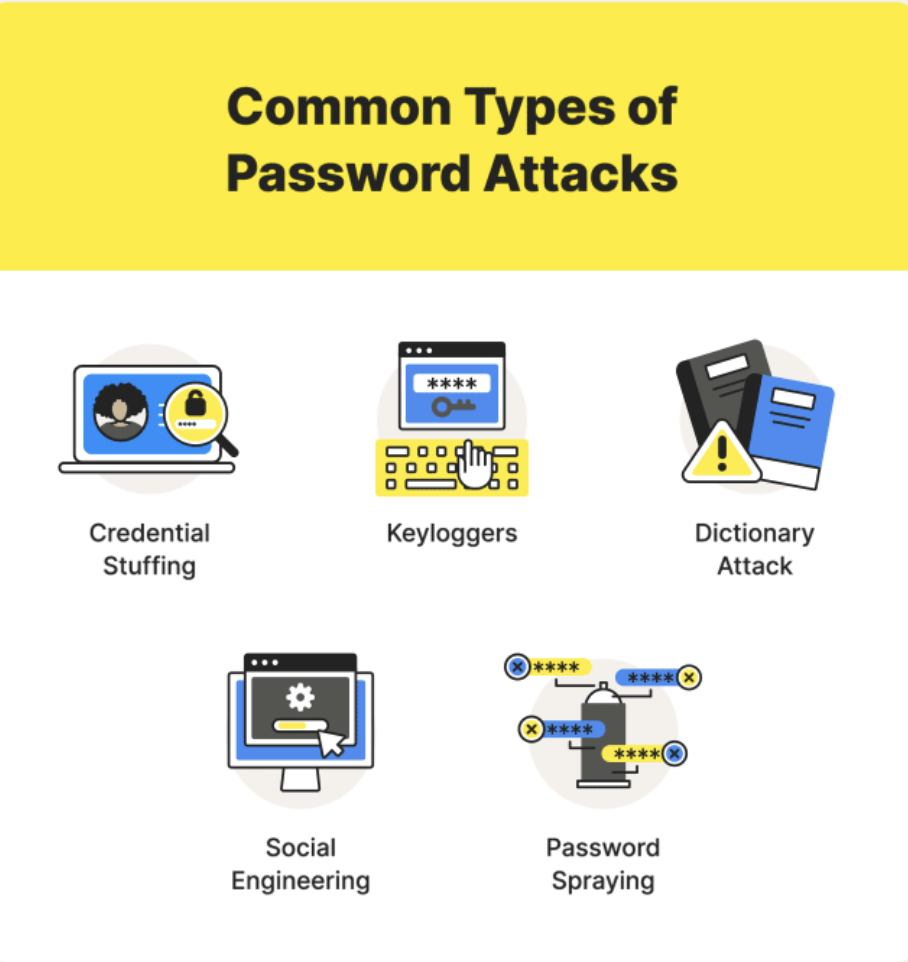 Common Types of
Password Attacks
****
****
Credential
Stuffing
Keyloggers
Dictionary
Attack
****
****
****
****
Social
Engineering
Password
Spraying